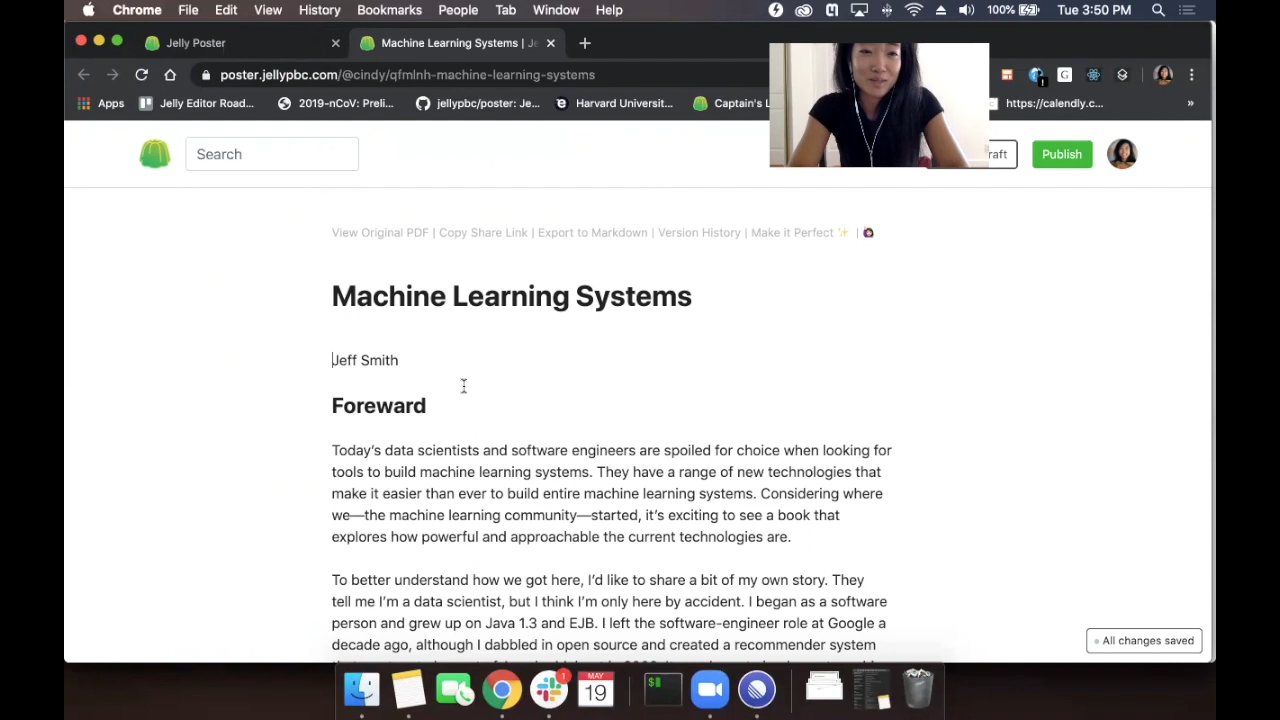 Chrome File Edit View History Bookmarks People Tab Window Help 100% Tue 3:50 PM
Jelly Poster
Machine Learning Systems | Je
poster.jellypbc.com/@cindy/qfmlnh-machine-learning-systems
Apps Jelly Editor Road... 2019-nCoV: Preli... jellypbc/poster: Je... Harvard Universit... Captain's L https://calendly.c... »
Search
raft
Publish
View Original PDF | Copy Share Link | Export to Markdown | Version History | Make it Perfect ✨ |
Machine Learning Systems
Jeff Smith
Foreward
Today's data scientists and software engineers are spoiled for choice when looking for
tools to build machine learning systems. They have a range of new technologies that
make it easier than ever to build entire machine learning systems. Considering where
we—the machine learning community—started, it's exciting to see a book that
explores how powerful and approachable the current technologies are.
To better understand how we got here, I'd like to share a bit of my own story. They
tell me I'm a data scientist, but I think I'm only here by accident. I began as a software
person and grew up on Java 1.3 and EJB. I left the software-engineer role at Google a
decade ago, although I dabbled in open source and created a recommender system
All changes saved
1
MAY
19
$